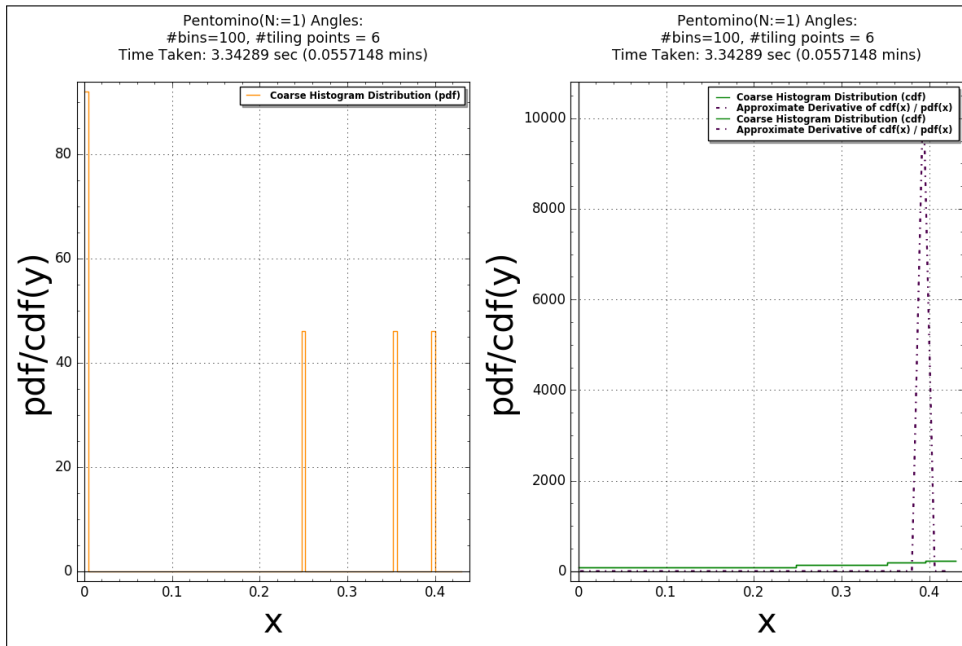 Pentomino(N:=1) Angles:
#bins=100, #tiling points = 6
Time Taken: 3.34289 sec (0.0557148 mins)
Coarse Histogram Distribution (pdf)
pdf/cdf(y)
80
60
40
20
0
0
0.1
0.2
0.3
0.4
x
Pentomino(N:=1) Angles:
#bins=100, #tiling points = 6
Time Taken: 3.34289 sec (0.0557148 mins)
Coarse Histogram Distribution (cdf)
Approximate Derivative of cdf(x) / pdf(x)
Coarse Histogram Distribution (cdf)
Approximate Derivative of cdf(x) / pdf(x)
pdf/cdf(y)
10000
8000
6000
4000
2000
0
0
0.1
0.2
0.3
0.4
x